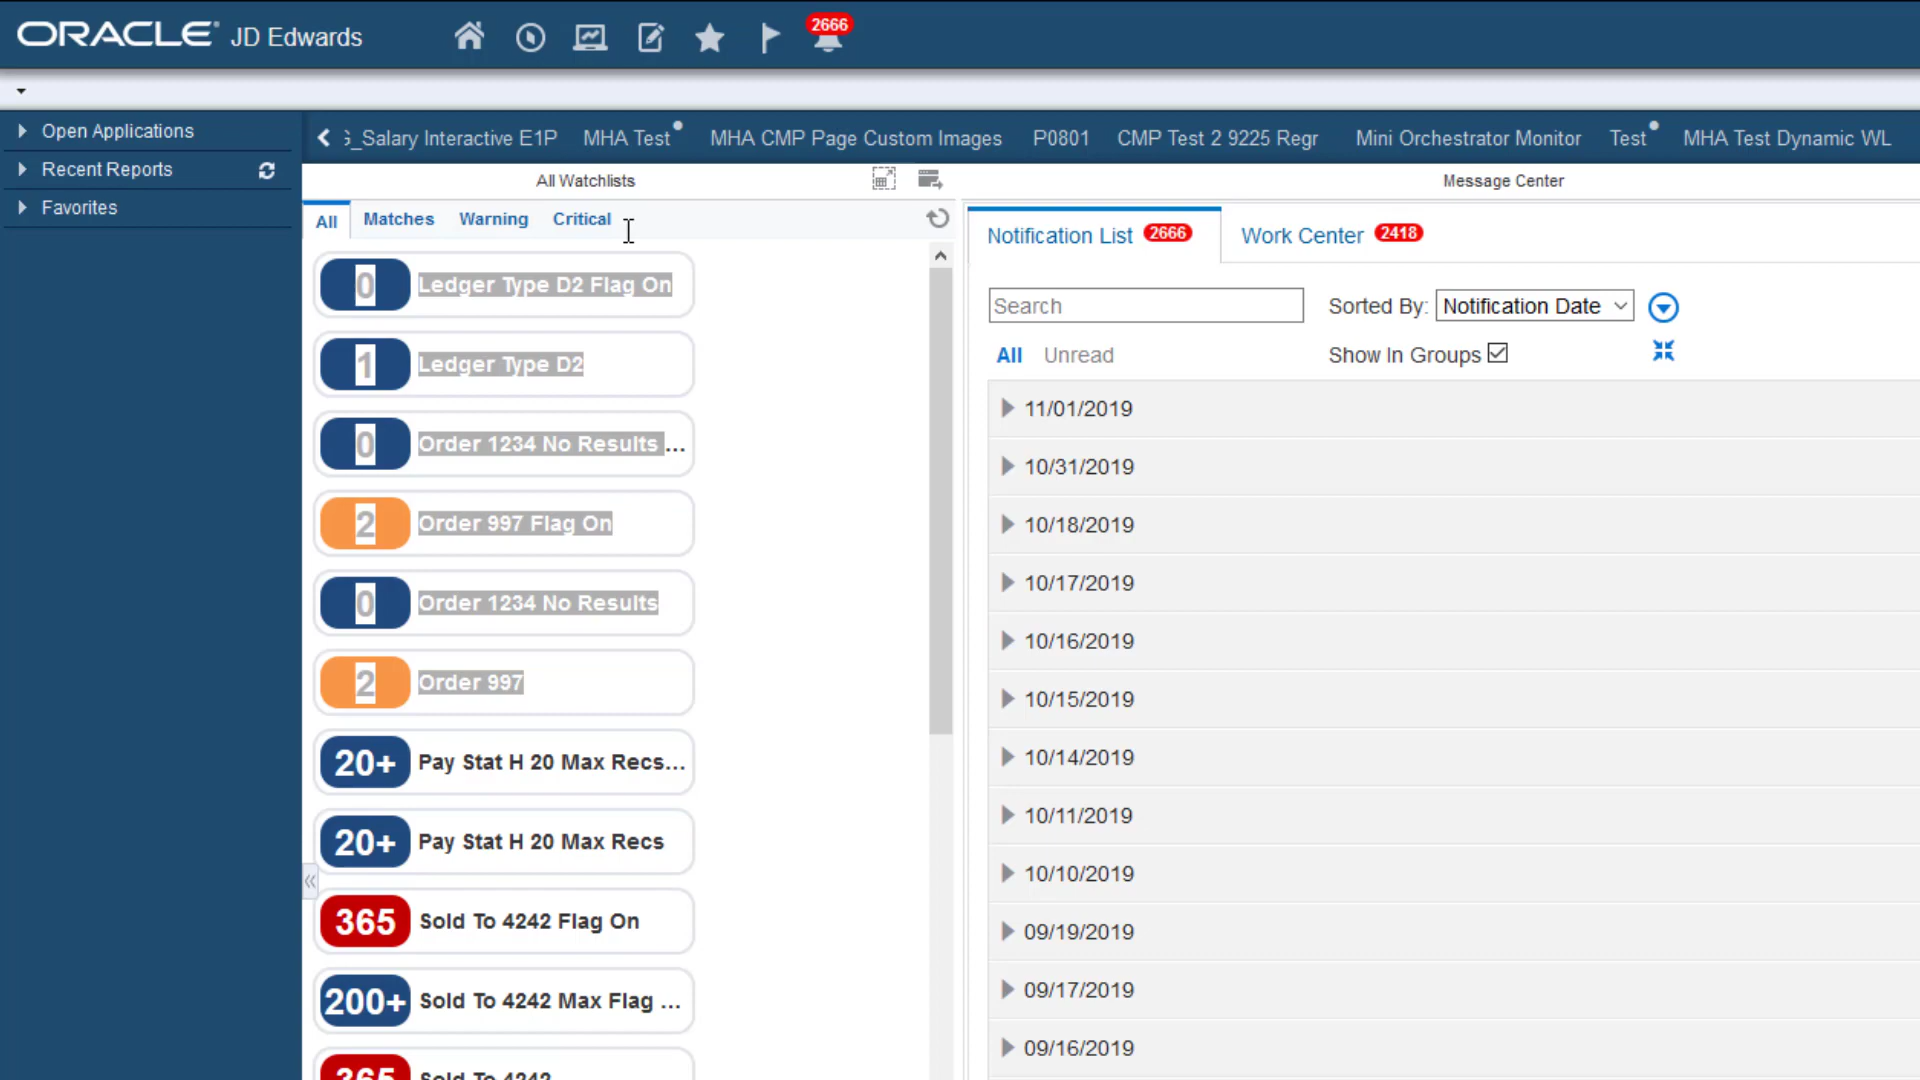 ORACLE JD Edwards
2666
Open Applications
Recent Reports
Favorites
G_Salary Interactive E1P MHA Test MHA CMP Page Custom Images P0801 CMP Test 2 9225 Regr Mini Orchestrator Monitor Test MHA Test Dynamic WL
All Watchlists
All Matches Warning Critical
0 Ledger Type D2 Flag On
1 Ledger Type D2
0 Order 1234 No Results ...
2 Order 997 Flag On
0 Order 1234 No Results
2 Order 997
20+ Pay Stat H 20 Max Recs...
20+ Pay Stat H 20 Max Recs
365 Sold To 4242 Flag On
200+ Sold To 4242 Max Flag ...
365 Sold To 4242
Message Center
Notification List 2666 Work Center 2418
Search Sorted By: Notification Date
All Unread Show In Groups
11/01/2019
10/31/2019
10/18/2019
10/17/2019
10/16/2019
10/15/2019
10/14/2019
10/11/2019
10/10/2019
09/19/2019
09/17/2019
09/16/2019